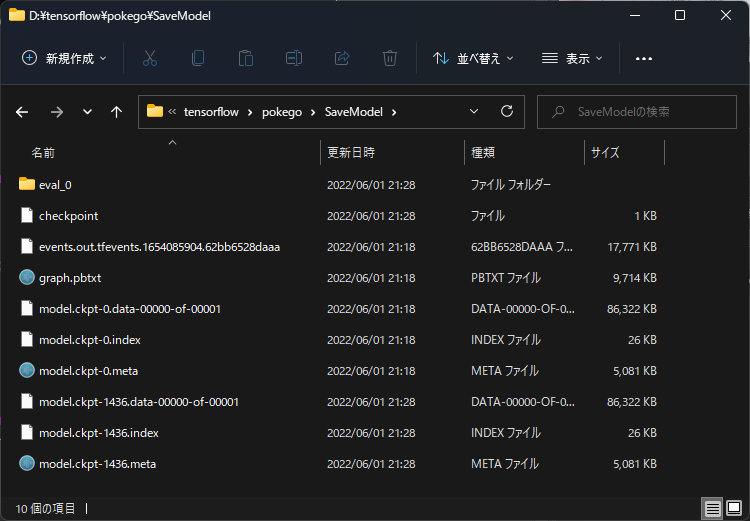 D:¥tensorflow¥pokego¥SaveModel
新規作成 並べ替え 表示
tensorflow pokego SaveModel SaveModelの検索
名前 更新日時 種類 サイズ
eval_0 2022/06/01 21:28 ファイル フォルダー
checkpoint 2022/06/01 21:28 ファイル 1 KB
events.out.tfevents.1654085904.62bb6528daaa 2022/06/01 21:18 62BB6528DAAA フ... 17,771 KB
graph.pbtxt 2022/06/01 21:18 PBTXT ファイル 9,714 KB
model.ckpt-0.data-00000-of-00001 2022/06/01 21:18 DATA-00000-OF-0... 86,322 KB
model.ckpt-0.index 2022/06/01 21:18 INDEX ファイル 26 KB
model.ckpt-0.meta 2022/06/01 21:18 META ファイル 5,081 KB
model.ckpt-1436.data-00000-of-00001 2022/06/01 21:28 DATA-00000-OF-0... 86,322 KB
model.ckpt-1436.index 2022/06/01 21:28 INDEX ファイル 26 KB
model.ckpt-1436.meta 2022/06/01 21:28 META ファイル 5,081 KB
10 個の項目